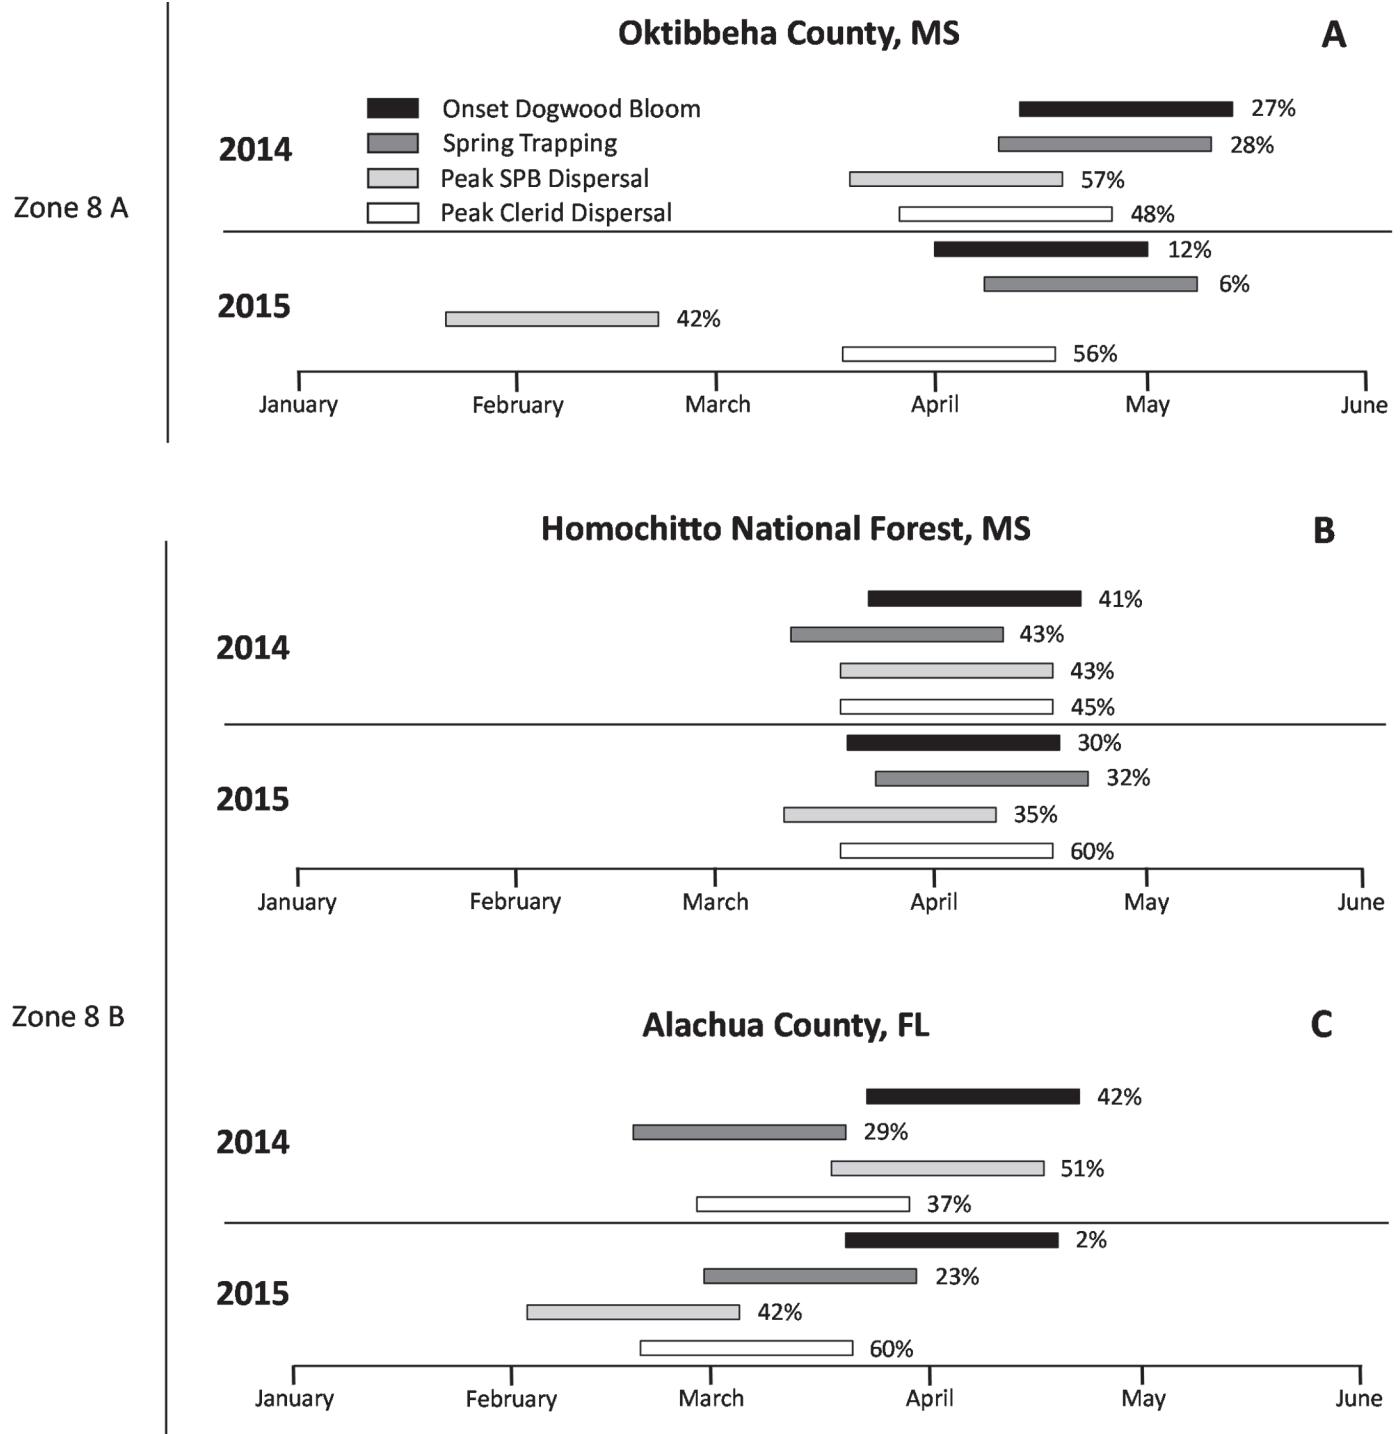 Oktibbeha County, MS
A
Zone 8 A
2014
Onset Dogwood Bloom
Spring Trapping
Peak SPB Dispersal
Peak Clerid Dispersal
27%
28%
57%
48%
2015
12%
6%
42%
56%
January February March April May June
Homochitto National Forest, MS
B
Zone 8 B
2014
41%
43%
43%
45%
2015
30%
32%
35%
60%
January February March April May June
Alachua County, FL
C
2014
42%
29%
51%
37%
2015
2%
23%
42%
60%
January February March April May June